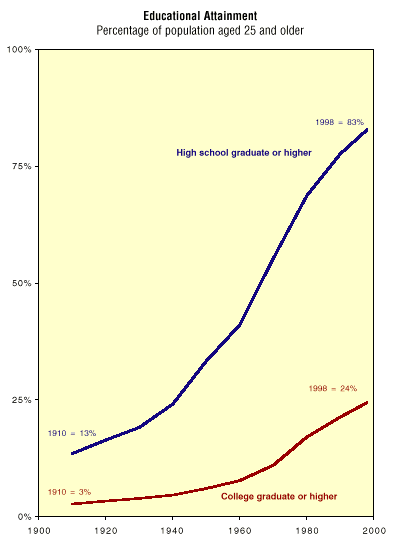 Educational Attainment
Percentage of population aged 25 and older
100%
1998 = 83%
High school graduate or higher
75%
50%
1998 = 24%
25%
1910 = 13%
1910 = 3%
College graduate or higher
0%
1900 1920 1940 1960 1980 2000